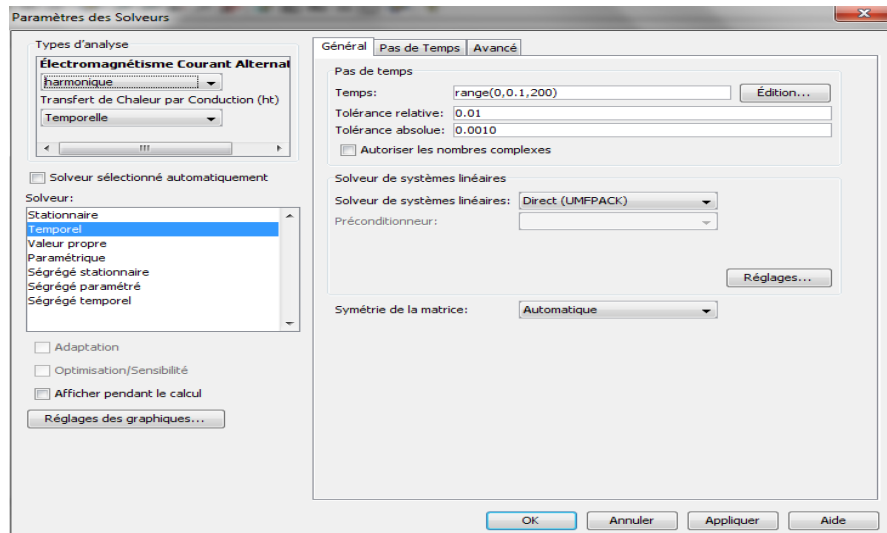 Paramètres des Solveurs
Types d'analyse
Électromagnétisme Courant Alternat
harmonique
Transfert de Chaleur par Conduction (ht)
Temporelle
Solveur sélectionné automatiquement
Solveur:
Stationnaire
Temporel
Valeur propre
Paramétrique
Ségrégé stationnaire
Ségrégé paramétré
Ségrégé temporel
Adaptation
Optimisation/Sensibilité
Afficher pendant le calcul
Réglages des graphiques...
Général Pas de Temps Avancé
Pas de temps
Temps: range(0,0.1,200) Édition...
Tolérance relative: 0.01
Tolérance absolue: 0.0010
Autoriser les nombres complexes
Solveur de systèmes linéaires
Solveur de systèmes linéaires: Direct (UMFPACK)
Préconditionneur:
Réglages...
Symétrie de la matrice: Automatique
OK Annuler Appliquer Aide